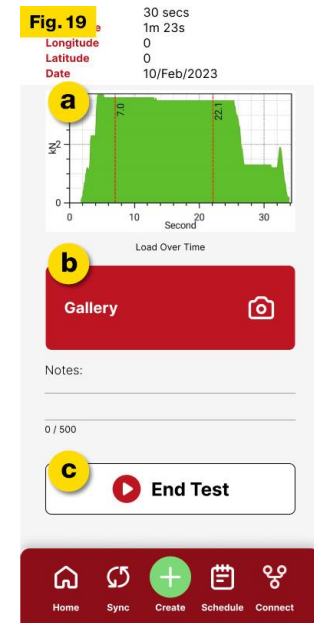 Fig. 19
30 secs
e 1m 23s
Longitude 0
Latitude 0
Date 10/Feb/2023
a
7.0
22.1
kN
2
0
0 10 20 30
Second
Load Over Time
b
Gallery
Notes:
0 / 500
c
End Test
Home Sync Create Schedule Connect